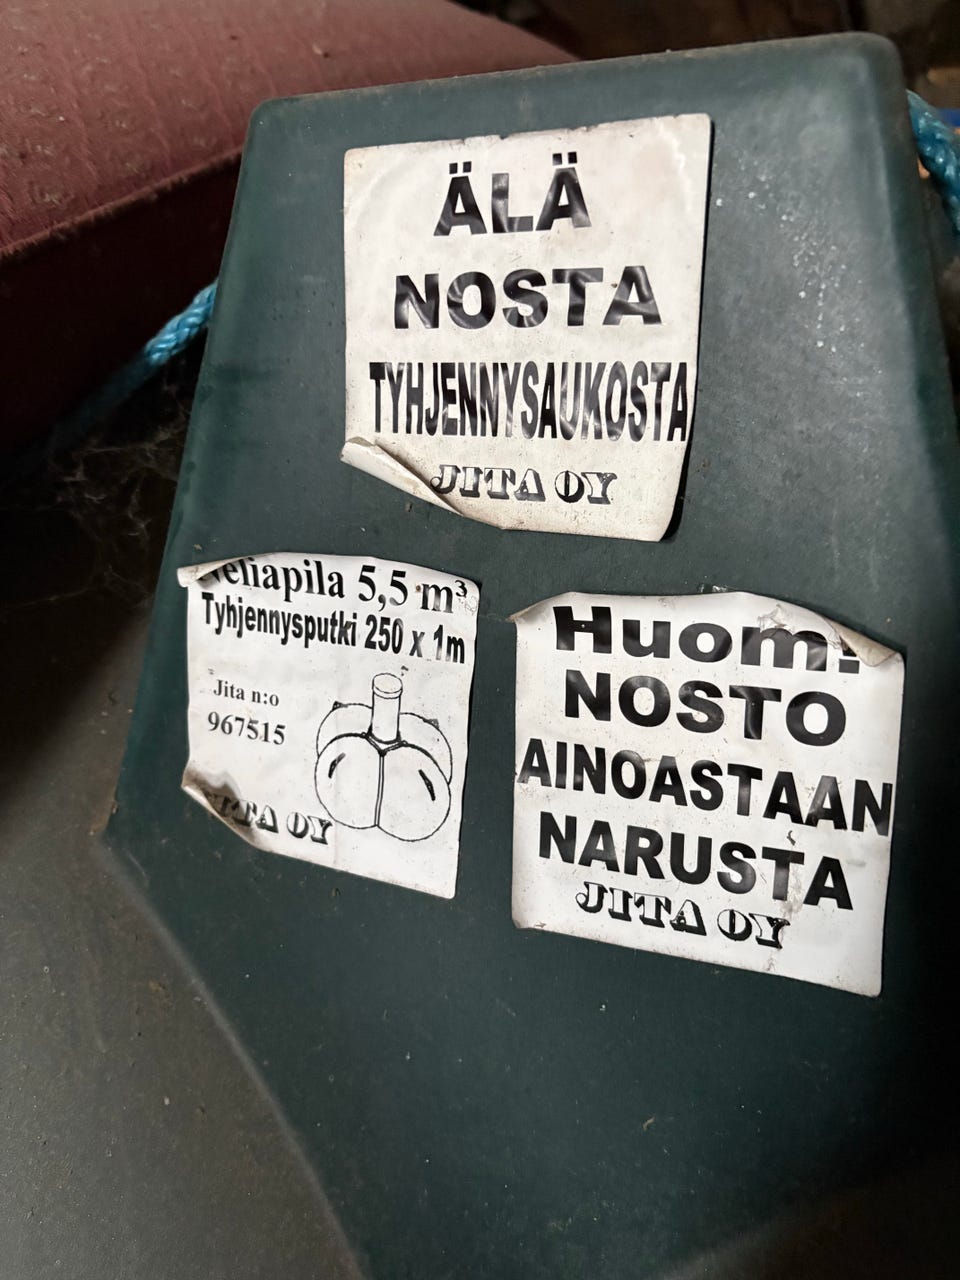 ÄLÄ
NOSTA
TYHJENNYSAUKOSTA
JITA OY
Neliapila 5,5 m³
Tyhjennysputki 250 x 1m
Jita n:o
967515
JITA OY
Huom!
NOSTO
AINOASTAAN
NARUSTA
JITA OY